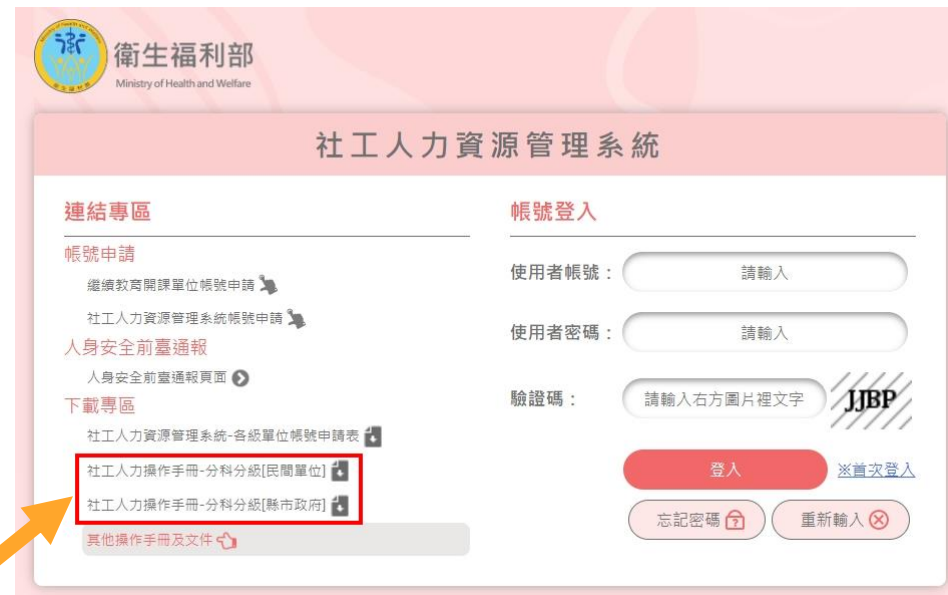 衛生福利部
Ministry of Health and Welfare
社工人力資源管理系統
連結專區
帳號申請
繼續教育開課單位帳號申請
社工人力資源管理系統帳號申請
人身安全前臺通報
人身安全前臺通報頁面
下載專區
社工人力資源管理系統-各級單位帳號申請表
社工人力操作手冊-分科分級[民間單位]
社工人力操作手冊-分科分級[縣市政府]
其他操作手冊及文件
帳號登入
使用者帳號： 請輸入
使用者密碼： 請輸入
驗證碼： 請輸入右方圖片裡文字 JJBP
登入 ※首次登入
忘記密碼 重新輸入